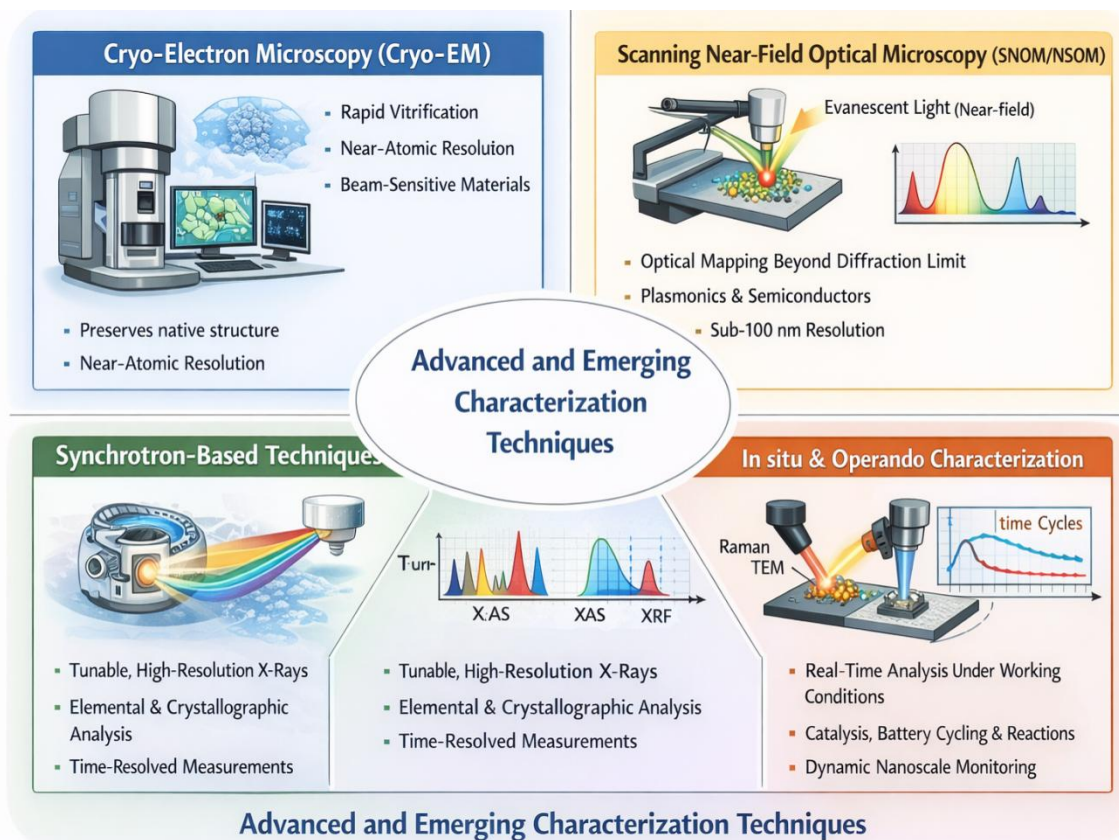 Cryo-Electron Microscopy (Cryo-EM)
Rapid Vitrification
Near-Atomic Resoluion
Beam-Sensitive Materials
Preserves native structure
Near-Atomic Resolution
Scanning Near-Field Optical Microscopy (SNOM/NSOM)
Evanescent Light (Near-field)
Optical Mapping Beyond Diffraction Limit
Plasmonics & Semiconductors
Sub-100 nm Resolution
Advanced and Emerging
Characterization
Techniques
Synchrotron-Based Techniques
Tunable, High-Resolution X-Rays
Elemental & Crystallographic
Analysis
Time-Resolved Measurements
X:AS
XAS
XRF
Tunable, High-Resolution X-Rays
Elemental & Crystallographic Analysis
Time-Resolved Measurements
In situ & Operando Characterization
Raman
TEM
time Cycles
Real-Time Analysis Under Working
Conditions
Catalysis, Battery Cycling & Reactions
Dynamic Nanoscale Monitoring
Advanced and Emerging Characterization Techniques